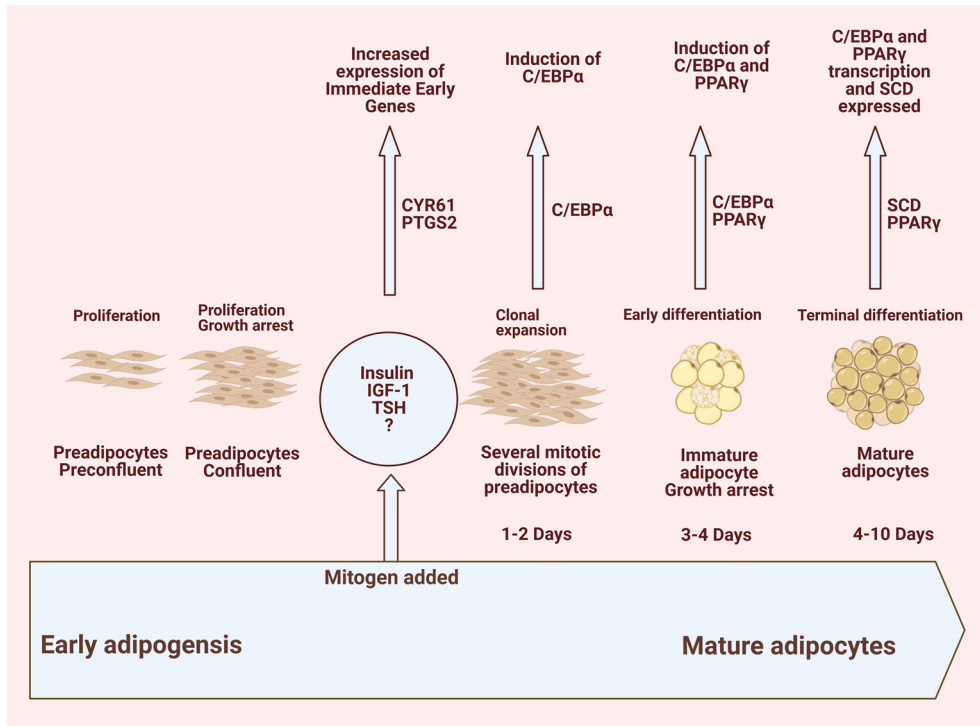 Increased
expression of
Immediate Early
Genes
Induction of
C/EBPα
Induction of
C/EBPα and
PPARγ
C/EBPα and
PPARγ
transcription
and SCD
expressed
CYR61
PTGS2
C/EBPα
C/EBPα
PPARγ
SCD
PPARγ
Proliferation
Proliferation
Growth arrest
Clonal
expansion
Early differentiation
Terminal differentiation
Insulin
IGF-1
TSH
?
Preadipocytes
Preconfluent
Preadipocytes
Confluent
Several mitotic
divisions of
preadipocytes
Immature
adipocyte
Growth arrest
Mature
adipocytes
1-2 Days
3-4 Days
4-10 Days
Mitogen added
Early adipogensis
Mature adipocytes